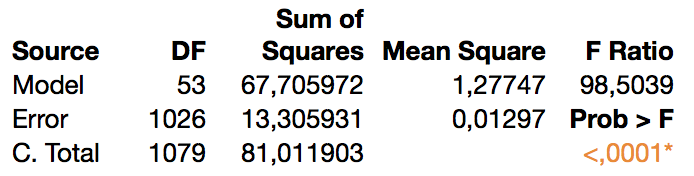 Sum of
Source DF Squares Mean Square F Ratio
Model 53 67,705972 1,27747 98,5039
Error 1026 13,305931 0,01297 Prob > F
C. Total 1079 81,011903 <,0001*